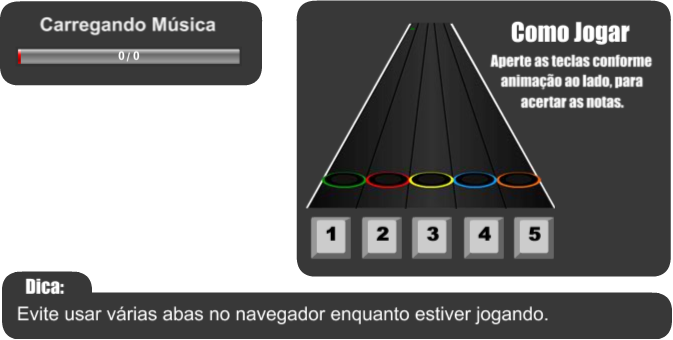 Carregando Música
0/0
Como Jogar
Aperte as teclas conforme
animação ao lado, para
acertar as notas.
1 2 3 4 5
Dica:
Evite usar várias abas no navegador enquanto estiver jogando.